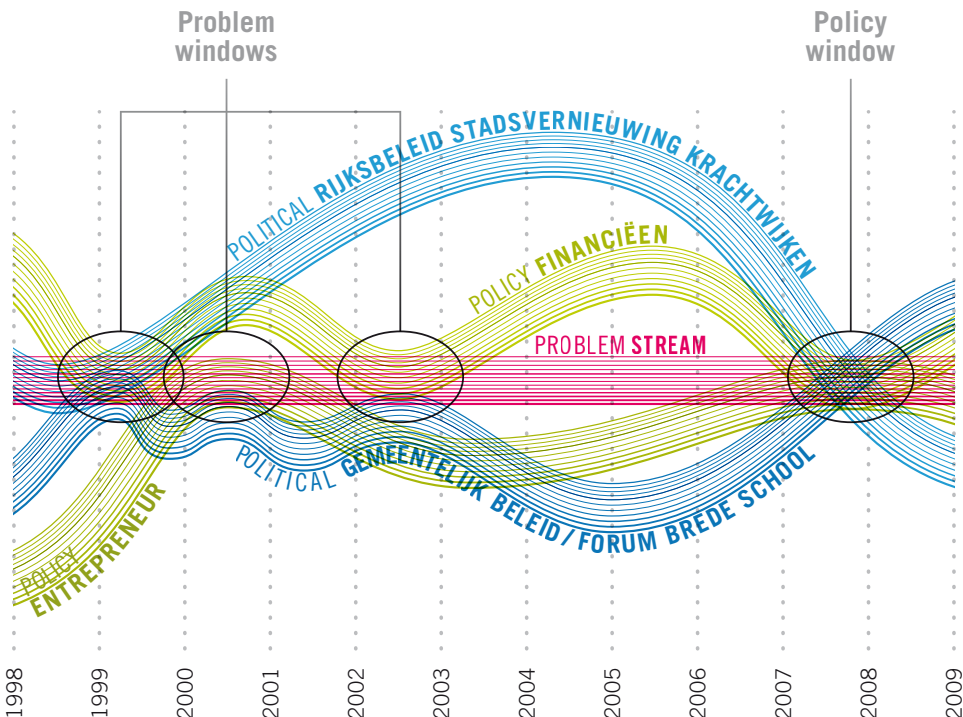 Problem
windows
Policy
window
POLITICAL RIJKSBELEID STADSVERNIEUWING KRACHTWIJKEN
POLICY FINANCIËEN
PROBLEM STREAM
POLITICAL GEMEENTELIJK BELEID / FORUM BREDE SCHOOL
POLICY
ENTREPRENEUR
1998
1999
2000
2001
2002
2003
2004
2005
2006
2007
2008
2009